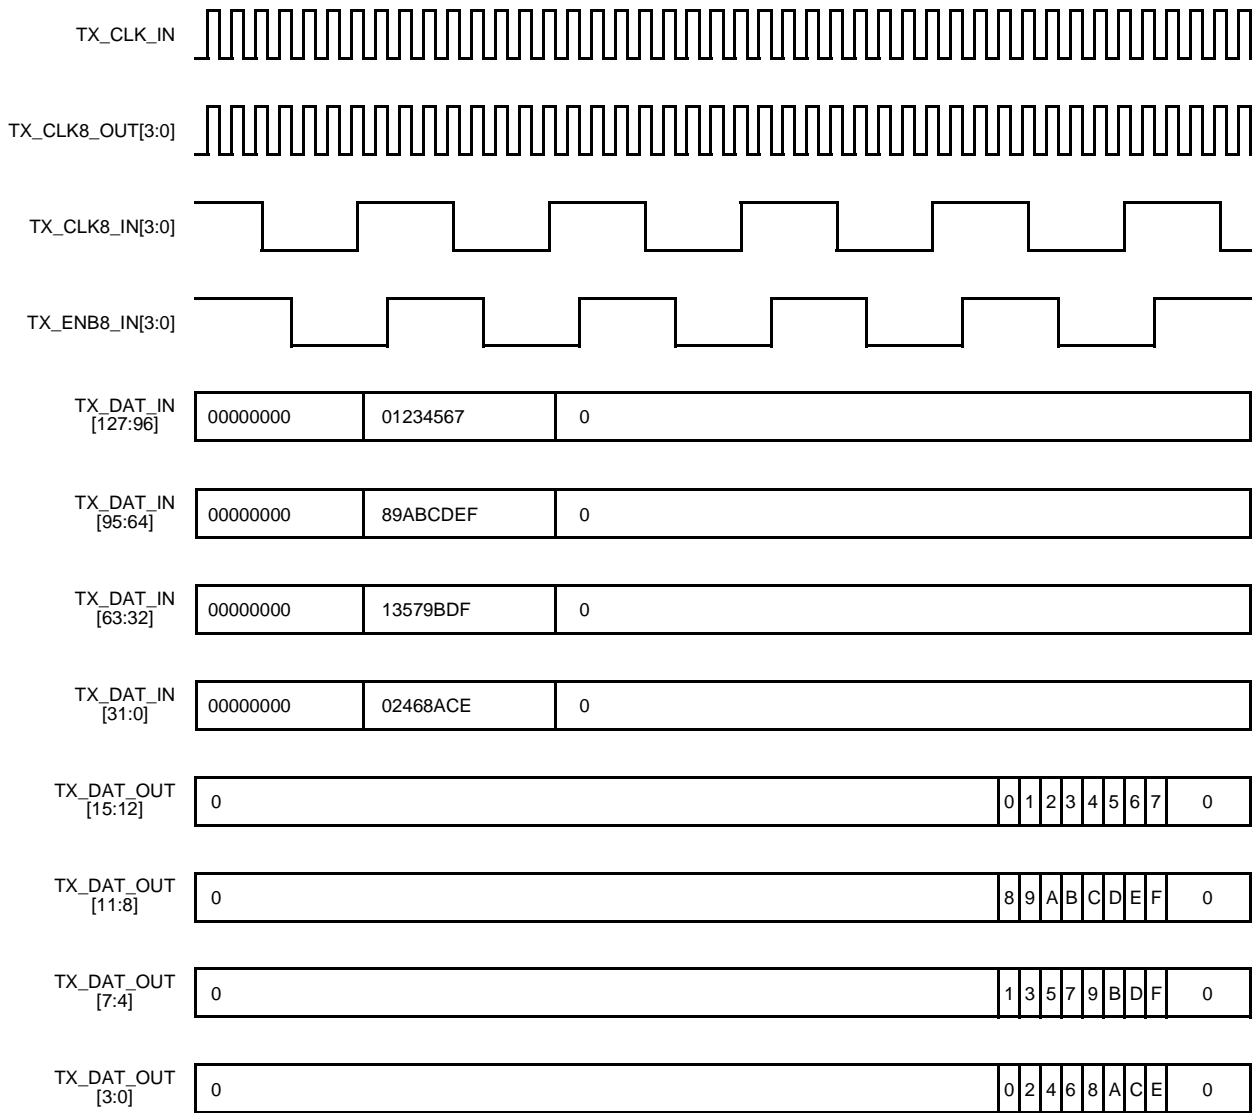 TX_CLK_IN
TX_CLK8_OUT[3:0]
TX_CLK8_IN[3:0]
TX_ENB8_IN[3:0]
TX_DAT_IN
[127:96]
00000000 01234567 0
TX_DAT_IN
[95:64]
00000000 89ABCDEF 0
TX_DAT_IN
[63:32]
00000000 13579BDF 0
TX_DAT_IN
[31:0]
00000000 02468ACE 0
TX_DAT_OUT
[15:12]
0 0 1 2 3 4 5 6 7 0
TX_DAT_OUT
[11:8]
0 8 9 A B C D E F 0
TX_DAT_OUT
[7:4]
0 1 3 5 7 9 B D F 0
TX_DAT_OUT
[3:0]
0 0 2 4 6 8 A C E 0